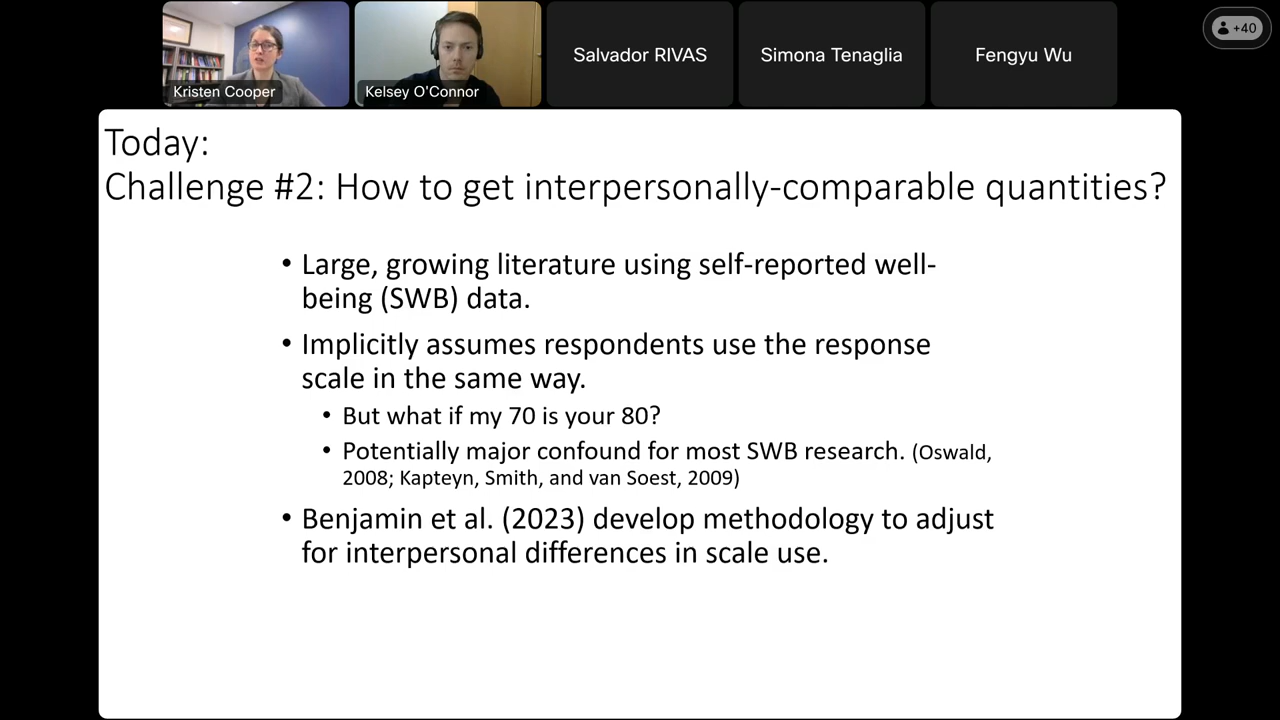 Kristen Cooper
Kelsey O'Connor
Salvador RIVAS
Simona Tenaglia
Fengyu Wu
+40
Today:
Challenge #2: How to get interpersonally-comparable quantities?
• Large, growing literature using self-reported well-
being (SWB) data.
• Implicitly assumes respondents use the response
scale in the same way.
• But what if my 70 is your 80?
• Potentially major confound for most SWB research. (Oswald,
2008; Kapteyn, Smith, and van Soest, 2009)
• Benjamin et al. (2023) develop methodology to adjust
for interpersonal differences in scale use.